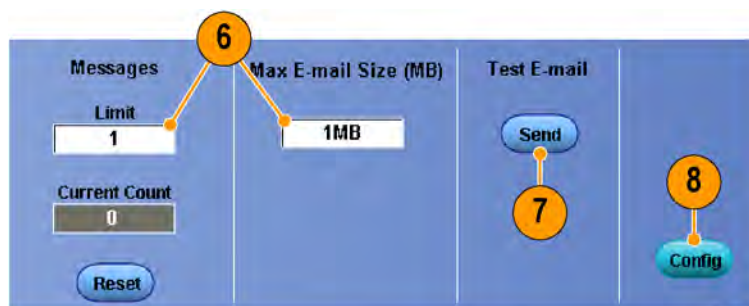 6
Messages
Max E-mail Size (MB)
Test E-mail
Limit
1
1MB
Send
Current Count
0
7
8
Reset
Config